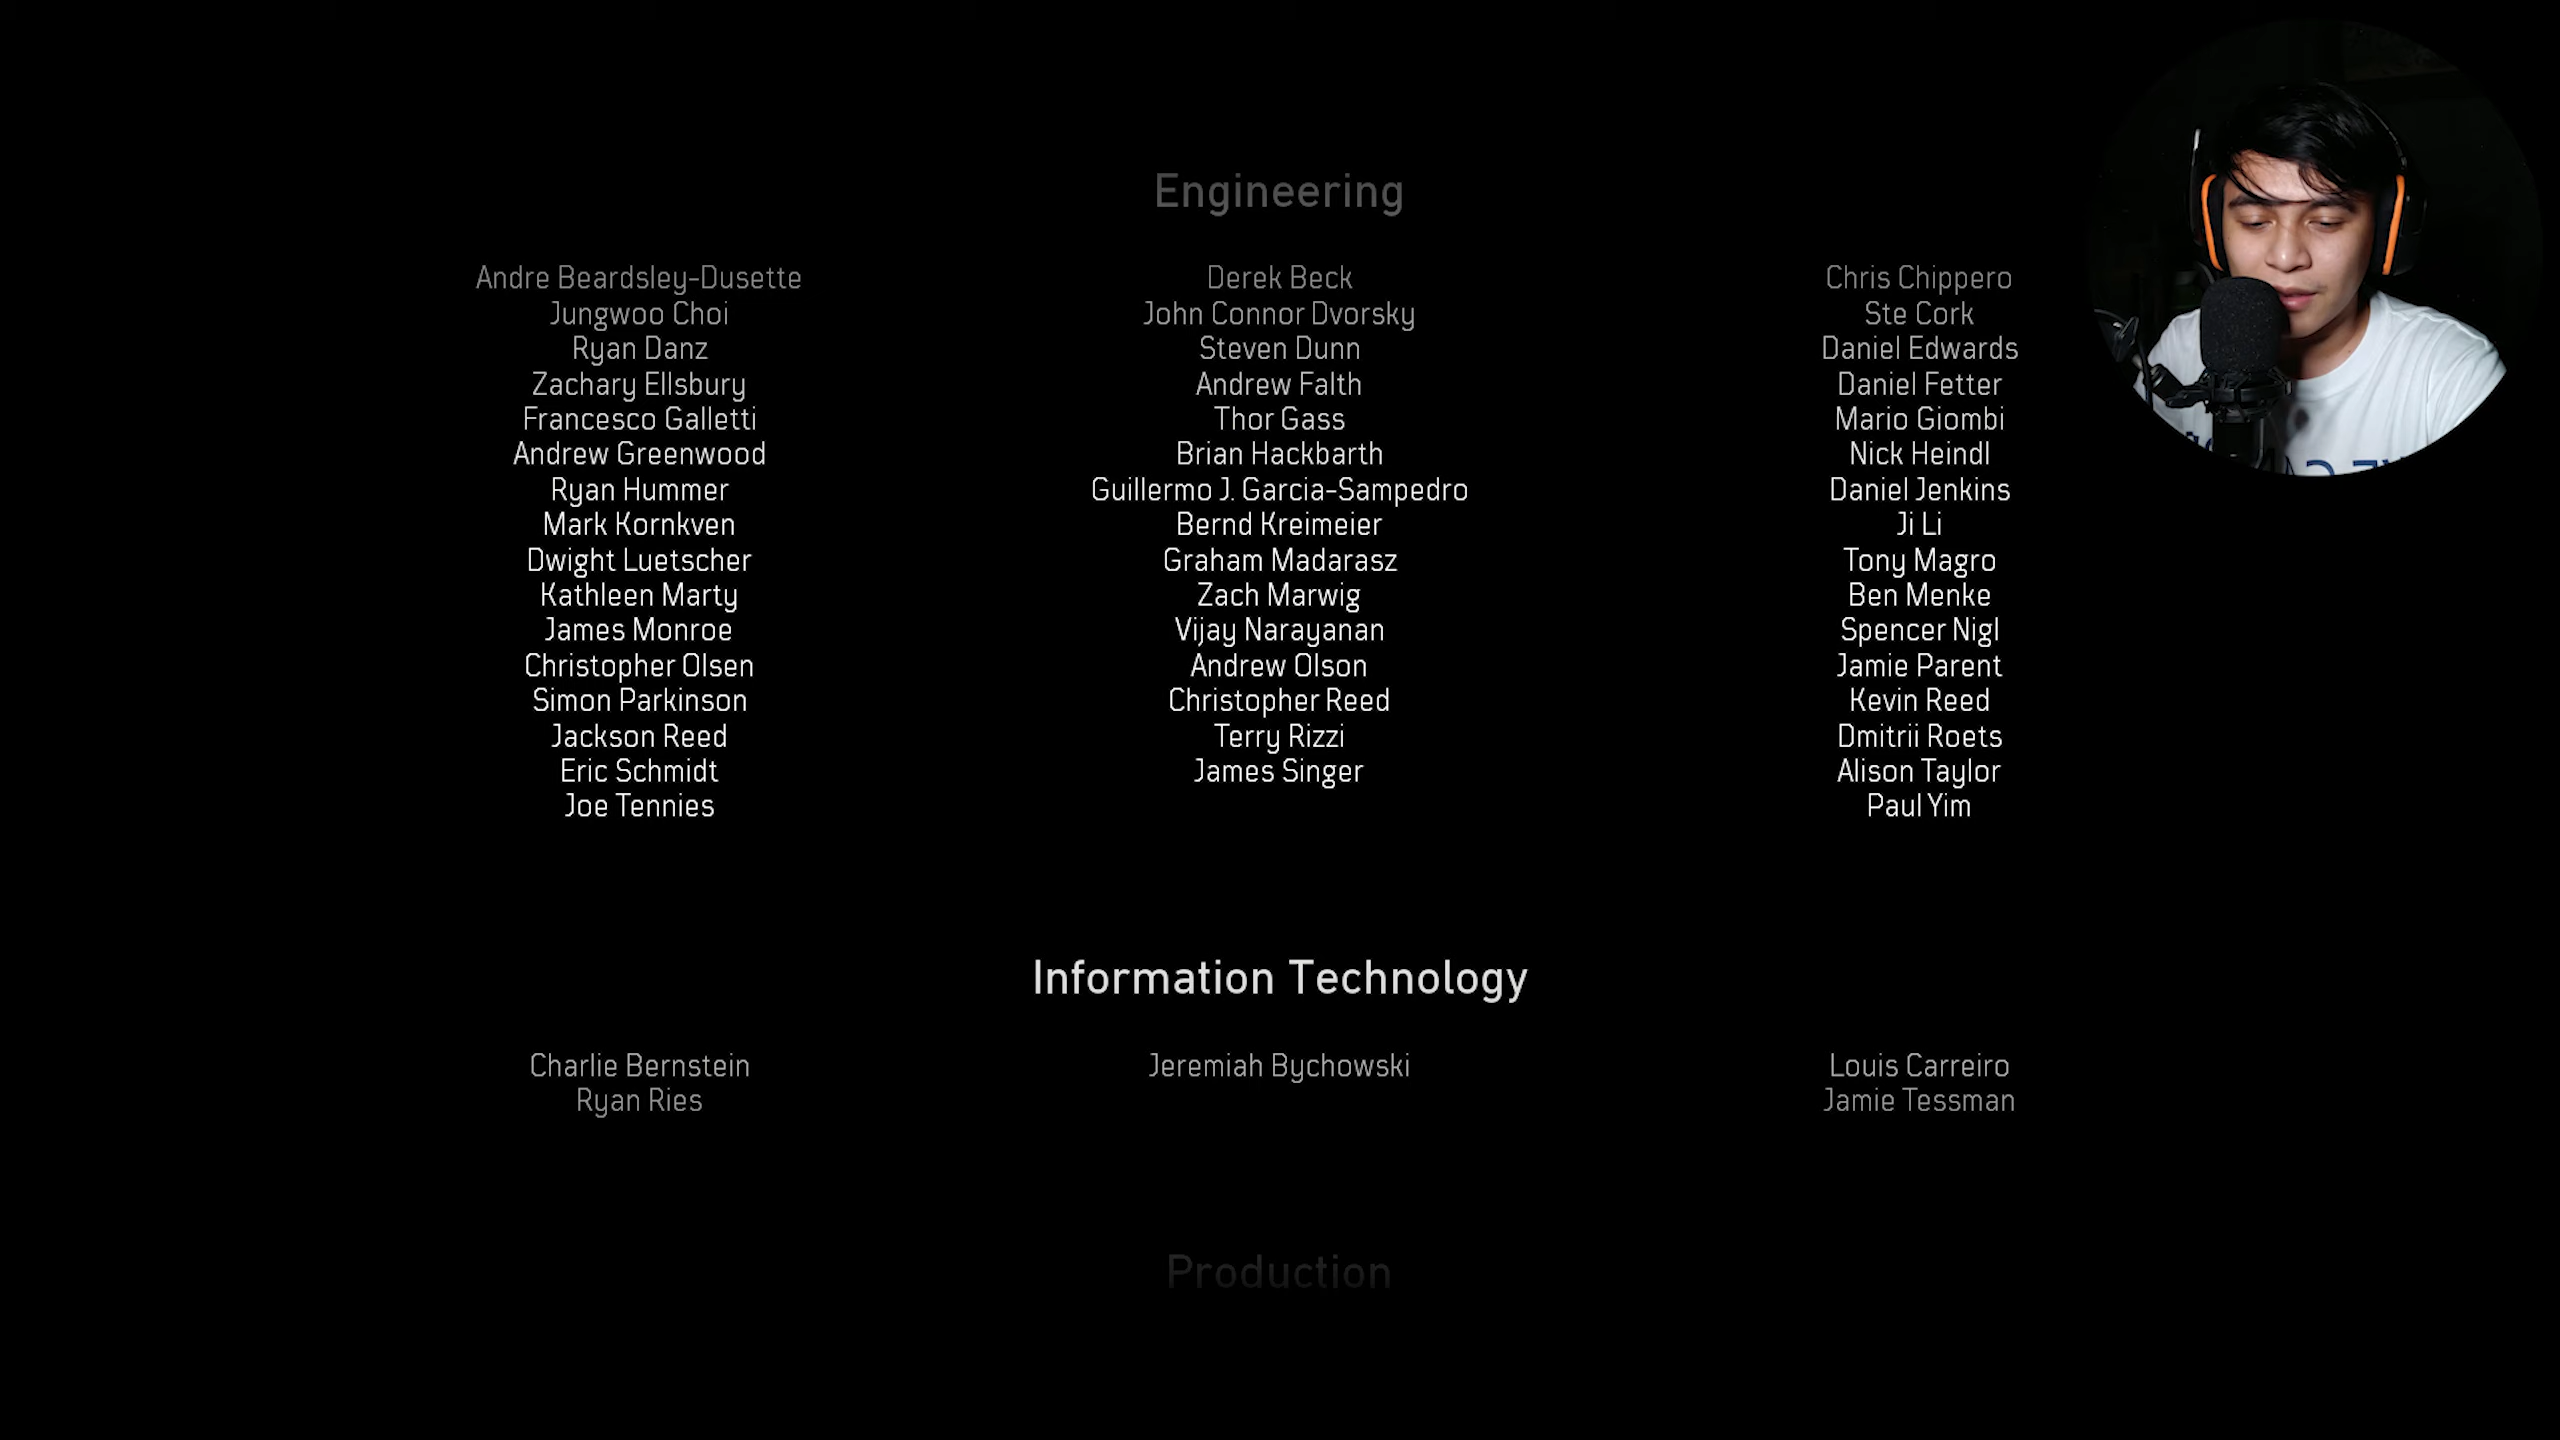 Engineering
Andre Beardsley-Dusette Derek Beck Chris Chippero
Jungwoo Choi John Connor Dvorsky Ste Cork
Ryan Danz Steven Dunn Daniel Edwards
Zachary Ellsbury Andrew Falth Daniel Fetter
Francesco Galletti Thor Gass Mario Giombi
Andrew Greenwood Brian Hackbarth Nick Heindl
Ryan Hummer Guillermo J. Garcia-Sampedro Daniel Jenkins
Mark Kornkven Bernd Kreimeier Ji Li
Dwight Luetscher Graham Madarasz Tony Magro
Kathleen Marty Zach Marwig Ben Menke
James Monroe Vijay Narayanan Spencer Nigl
Christopher Olsen Andrew Olson Jamie Parent
Simon Parkinson Christopher Reed Kevin Reed
Jackson Reed Terry Rizzi Dmitrii Roets
Eric Schmidt James Singer Alison Taylor
Joe Tennies Paul Yim
Information Technology
Charlie Bernstein Jeremiah Bychowski Louis Carreiro
Ryan Ries Jamie Tessman
Production